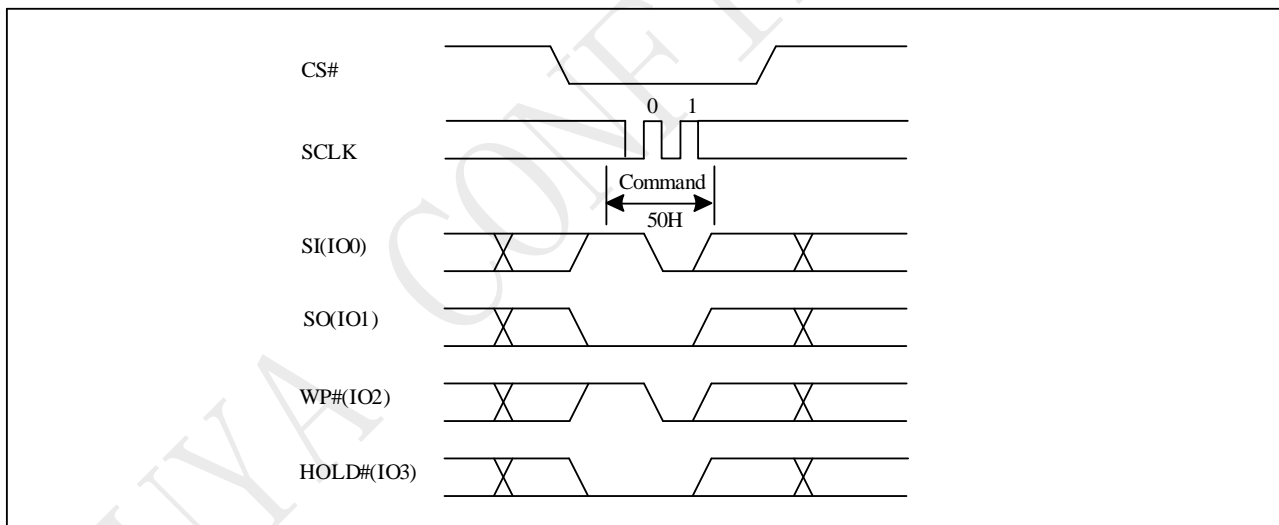 CS#
0 1
SCLK
Command
50H
SI(IO0)
SO(IO1)
WP#(IO2)
HOLD#(IO3)